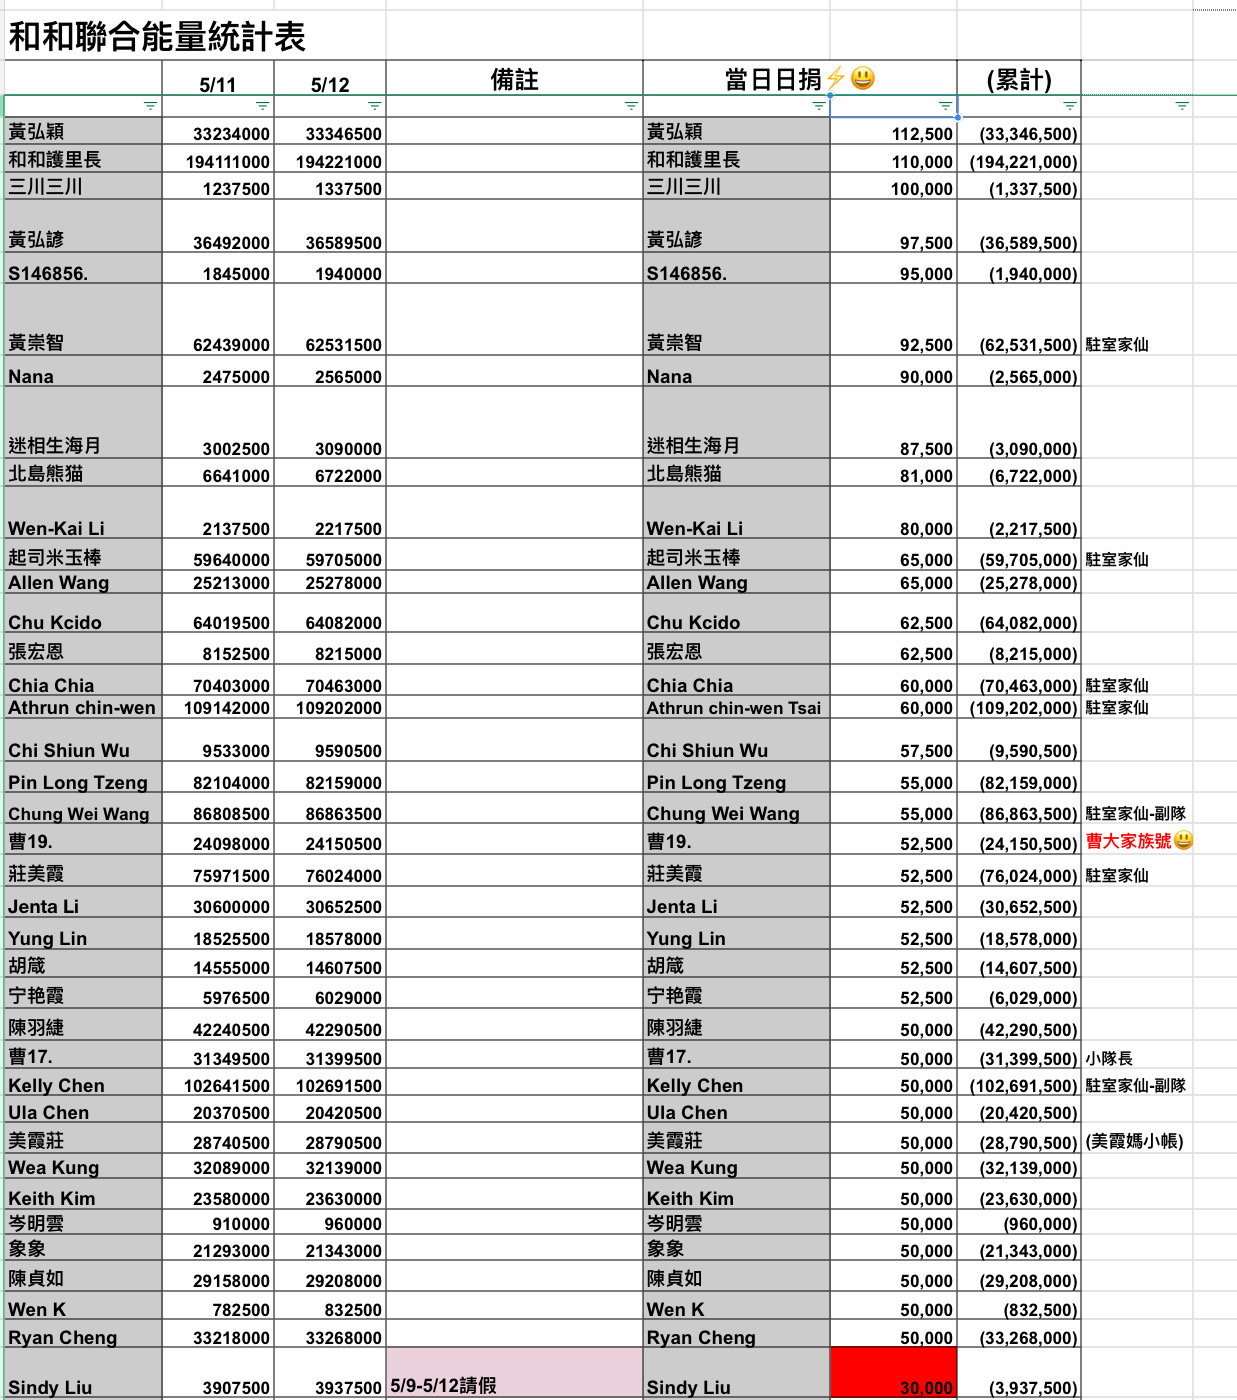 和和聯合能量統計表
5/11 5/12 備註 當日日捐⚡😃 (累計)
黃弘穎 33234000 33346500 黃弘穎 112,500 (33,346,500)
和和護里長 194111000 194221000 和和護里長 110,000 (194,221,000)
三川三川 1237500 1337500 三川三川 100,000 (1,337,500)
黃弘諺 36492000 36589500 黃弘諺 97,500 (36,589,500)
S146856. 1845000 1940000 S146856. 95,000 (1,940,000)
黃崇智 62439000 62531500 黃崇智 92,500 (62,531,500) 駐室家仙
Nana 2475000 2565000 Nana 90,000 (2,565,000)
迷相生海月 3002500 3090000 迷相生海月 87,500 (3,090,000)
北島熊猫 6641000 6722000 北島熊猫 81,000 (6,722,000)
Wen-Kai Li 2137500 2217500 Wen-Kai Li 80,000 (2,217,500)
起司米玉棒 59640000 59705000 起司米玉棒 65,000 (59,705,000) 駐室家仙
Allen Wang 25213000 25278000 Allen Wang 65,000 (25,278,000)
Chu Kcido 64019500 64082000 Chu Kcido 62,500 (64,082,000)
張宏恩 8152500 8215000 張宏恩 62,500 (8,215,000)
Chia Chia 70403000 70463000 Chia Chia 60,000 (70,463,000) 駐室家仙
Athrun chin-wen 109142000 109202000 Athrun chin-wen Tsai 60,000 (109,202,000) 駐室家仙
Chi Shiun Wu 9533000 9590500 Chi Shiun Wu 57,500 (9,590,500)
Pin Long Tzeng 82104000 82159000 Pin Long Tzeng 55,000 (82,159,000)
Chung Wei Wang 86808500 86863500 Chung Wei Wang 55,000 (86,863,500) 駐室家仙-副隊
曹19. 24098000 24150500 曹19. 52,500 (24,150,500) 曹大家族號😃
莊美霞 75971500 76024000 莊美霞 52,500 (76,024,000) 駐室家仙
Jenta Li 30600000 30652500 Jenta Li 52,500 (30,652,500)
Yung Lin 18525500 18578000 Yung Lin 52,500 (18,578,000)
胡箴 14555000 14607500 胡箴 52,500 (14,607,500)
宁艳霞 5976500 6029000 宁艳霞 52,500 (6,029,000)
陳羽緁 42240500 42290500 陳羽緁 50,000 (42,290,500)
曹17. 31349500 31399500 曹17. 50,000 (31,399,500) 小隊長
Kelly Chen 102641500 102691500 Kelly Chen 50,000 (102,691,500) 駐室家仙-副隊
Ula Chen 20370500 20420500 Ula Chen 50,000 (20,420,500)
美霞莊 28740500 28790500 美霞莊 50,000 (28,790,500) (美霞媽小帳)
Wea Kung 32089000 32139000 Wea Kung 50,000 (32,139,000)
Keith Kim 23580000 23630000 Keith Kim 50,000 (23,630,000)
岑明雲 910000 960000 岑明雲 50,000 (960,000)
象象 21293000 21343000 象象 50,000 (21,343,000)
陳貞如 29158000 29208000 陳貞如 50,000 (29,208,000)
Wen K 782500 832500 Wen K 50,000 (832,500)
Ryan Cheng 33218000 33268000 Ryan Cheng 50,000 (33,268,000)
Sindy Liu 3907500 3937500 5/9-5/12請假 Sindy Liu 30,000 (3,937,500)